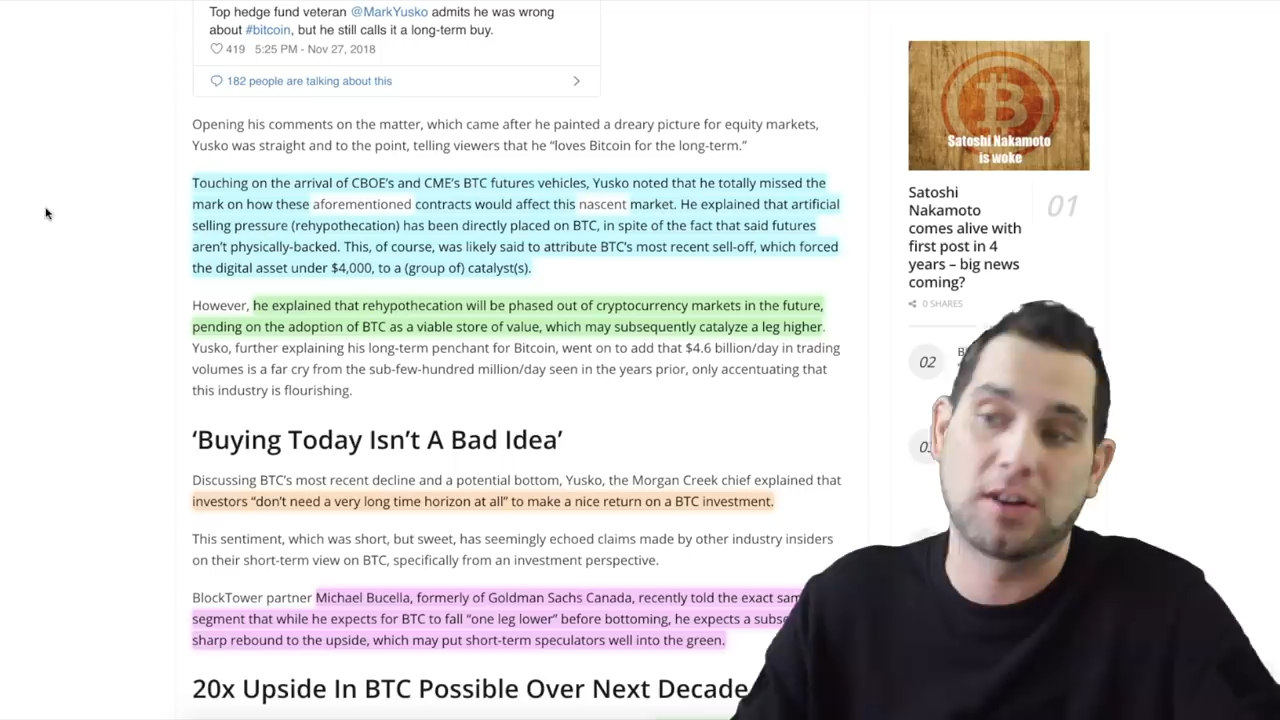 Top hedge fund veteran @MarkYusko admits he was wrong
about #bitcoin, but he still calls it a long-term buy.
419 5:25 PM - Nov 27, 2018
182 people are talking about this
Opening his comments on the matter, which came after he painted a dreary picture for equity markets,
Yusko was straight and to the point, telling viewers that he “loves Bitcoin for the long-term.”
Touching on the arrival of CBOE’s and CME’s BTC futures vehicles, Yusko noted that he totally missed the
mark on how these aforementioned contracts would affect this nascent market. He explained that artificial
selling pressure (rehypothecation) has been directly placed on BTC, in spite of the fact that said futures
aren’t physically-backed. This, of course, was likely said to attribute BTC’s most recent sell-off, which forced
the digital asset under $4,000, to a (group of) catalyst(s).
However, he explained that rehypothecation will be phased out of cryptocurrency markets in the future,
pending on the adoption of BTC as a viable store of value, which may subsequently catalyze a leg higher.
Yusko, further explaining his long-term penchant for Bitcoin, went on to add that $4.6 billion/day in trading
volumes is a far cry from the sub-few-hundred million/day seen in the years prior, only accentuating that
this industry is flourishing.
‘Buying Today Isn’t A Bad Idea’
Discussing BTC’s most recent decline and a potential bottom, Yusko, the Morgan Creek chief explained that
investors “don’t need a very long time horizon at all” to make a nice return on a BTC investment.
This sentiment, which was short, but sweet, has seemingly echoed claims made by other industry insiders
on their short-term view on BTC, specifically from an investment perspective.
BlockTower partner Michael Bucella, formerly of Goldman Sachs Canada, recently told the exact
segment that while he expects for BTC to fall “one leg lower” before bottoming, he expects a
sharp rebound to the upside, which may put short-term speculators well into the green.
20x Upside In BTC Possible Over Next Decade
Satoshi Nakamoto
is woke
Satoshi
Nakamoto
comes alive with
first post in 4
years – big news
coming?
01
0 SHARES
02